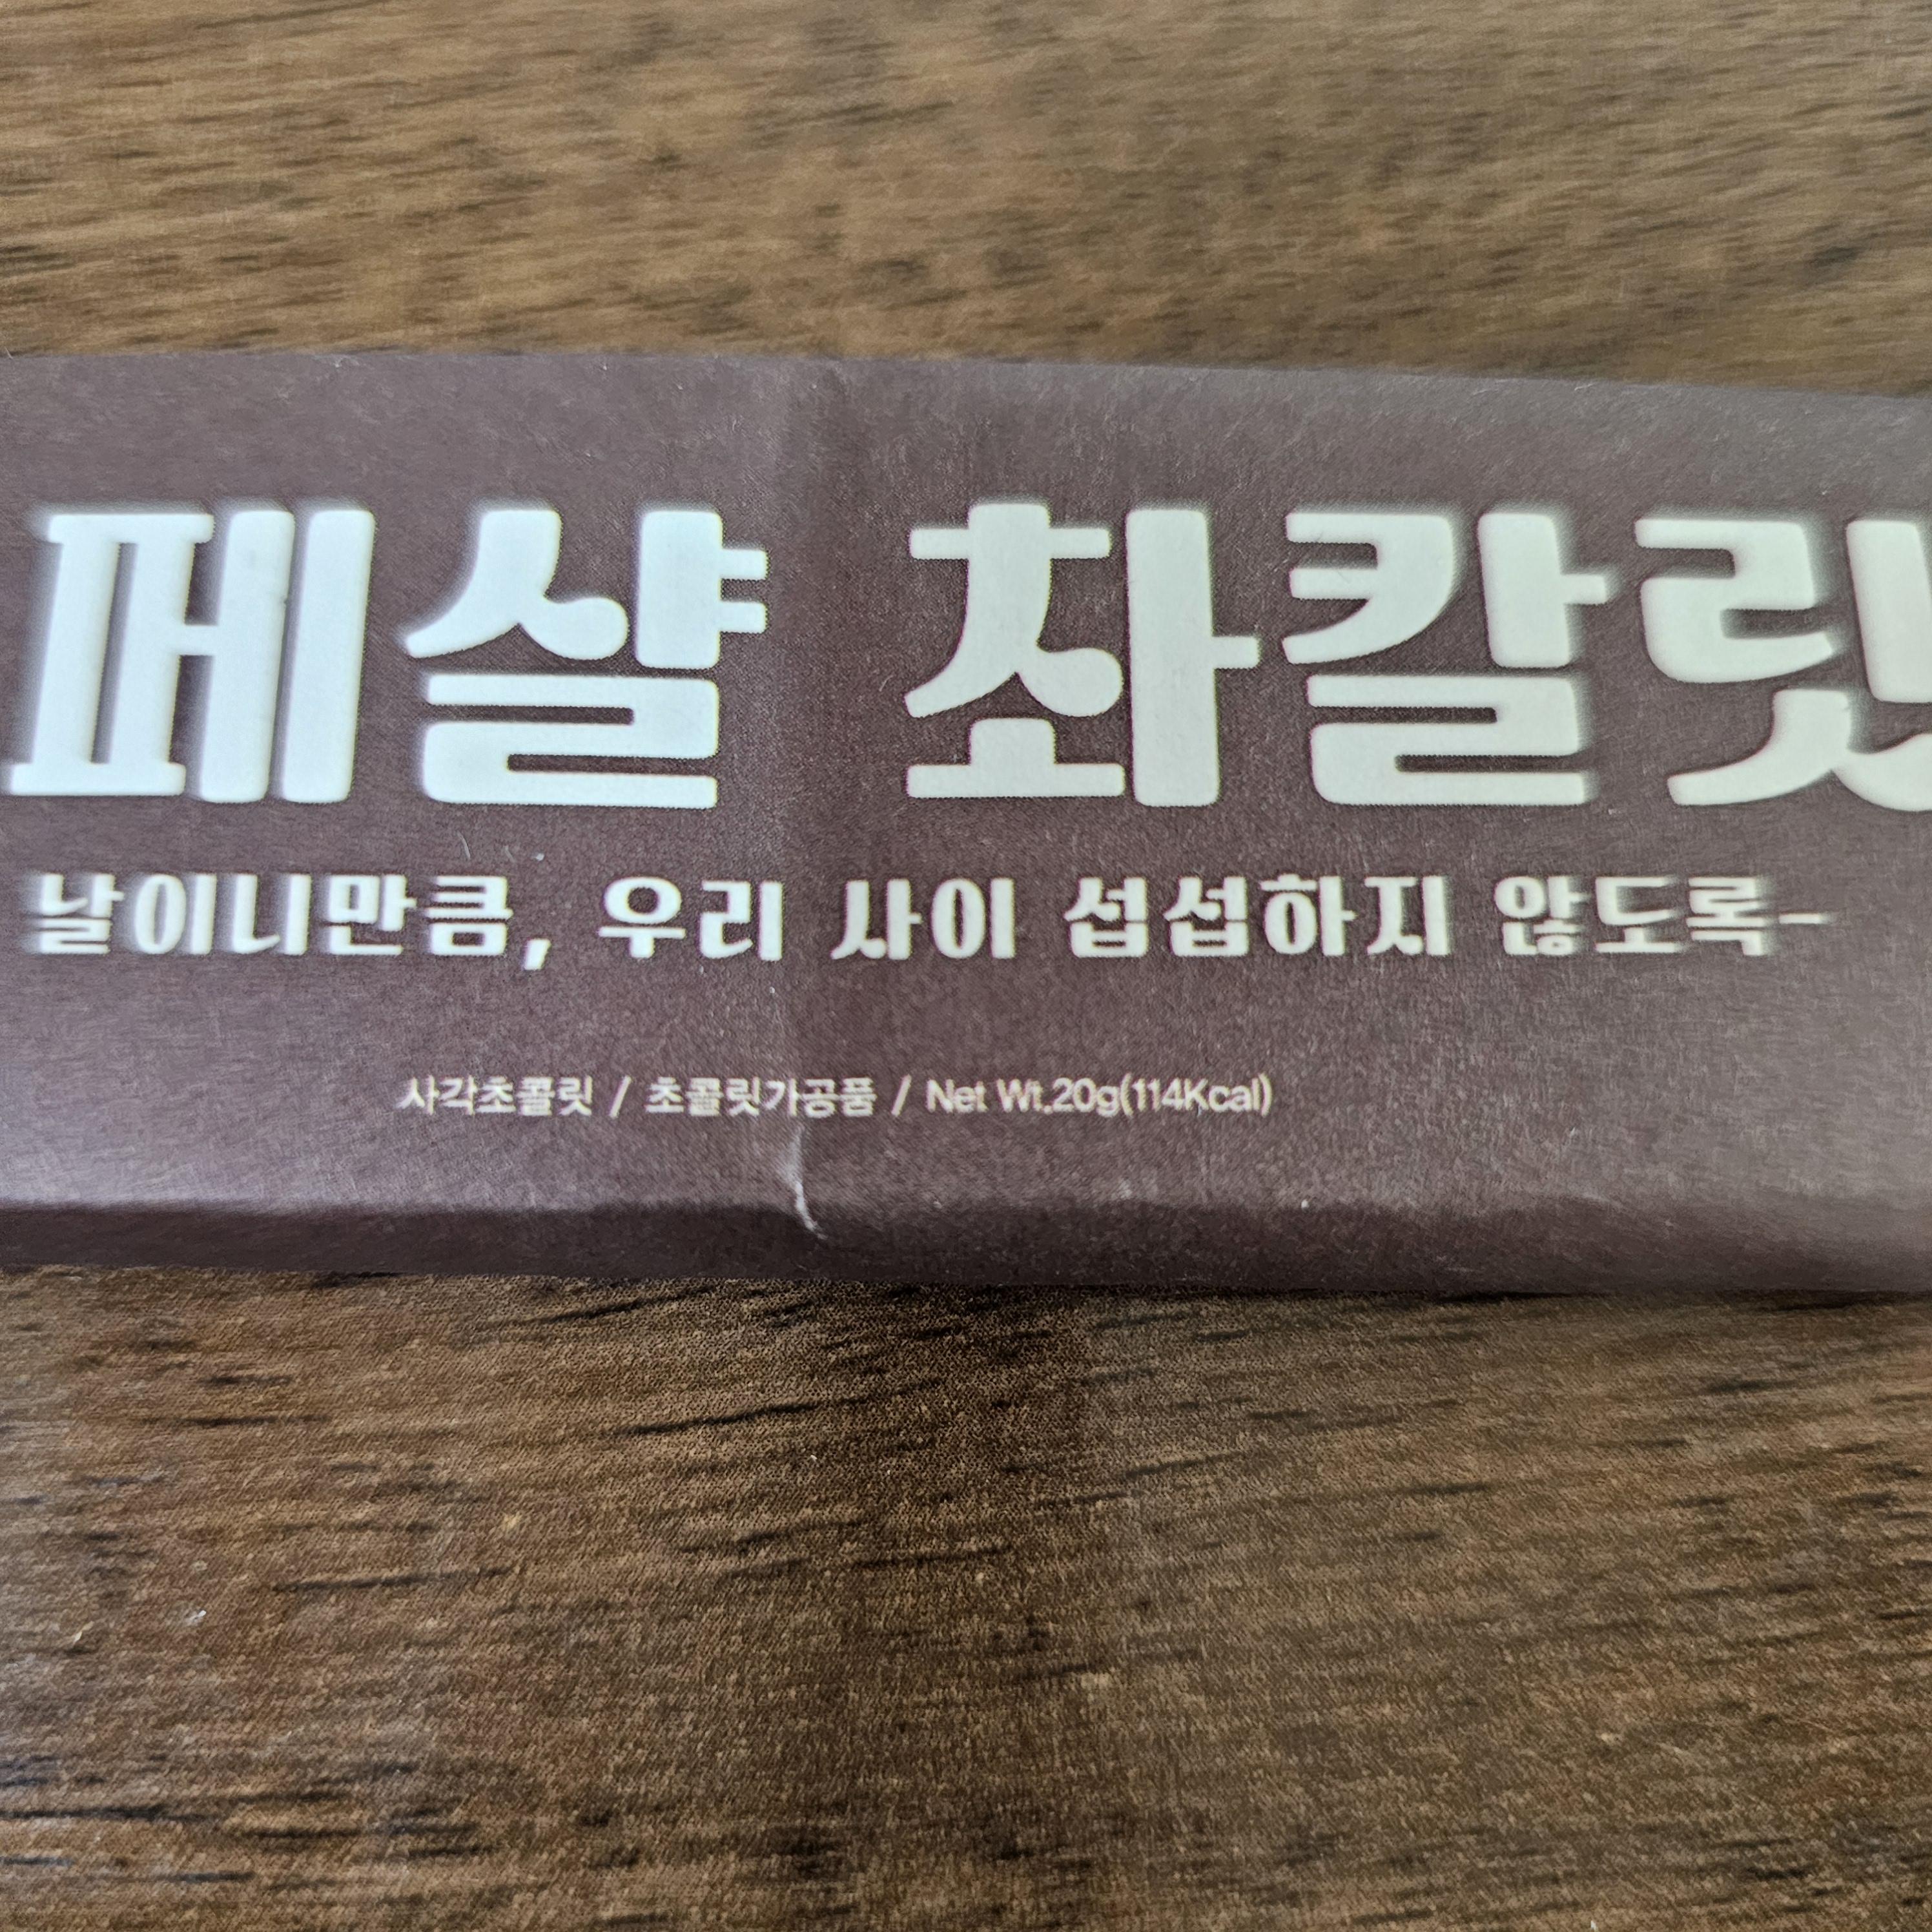 페샬 촤칼릿
날이니만큼, 우리 사이 섭섭하지 않도록-
사각초콜릿 / 초콜릿가공품 / Net Wt.20g(114Kcal)